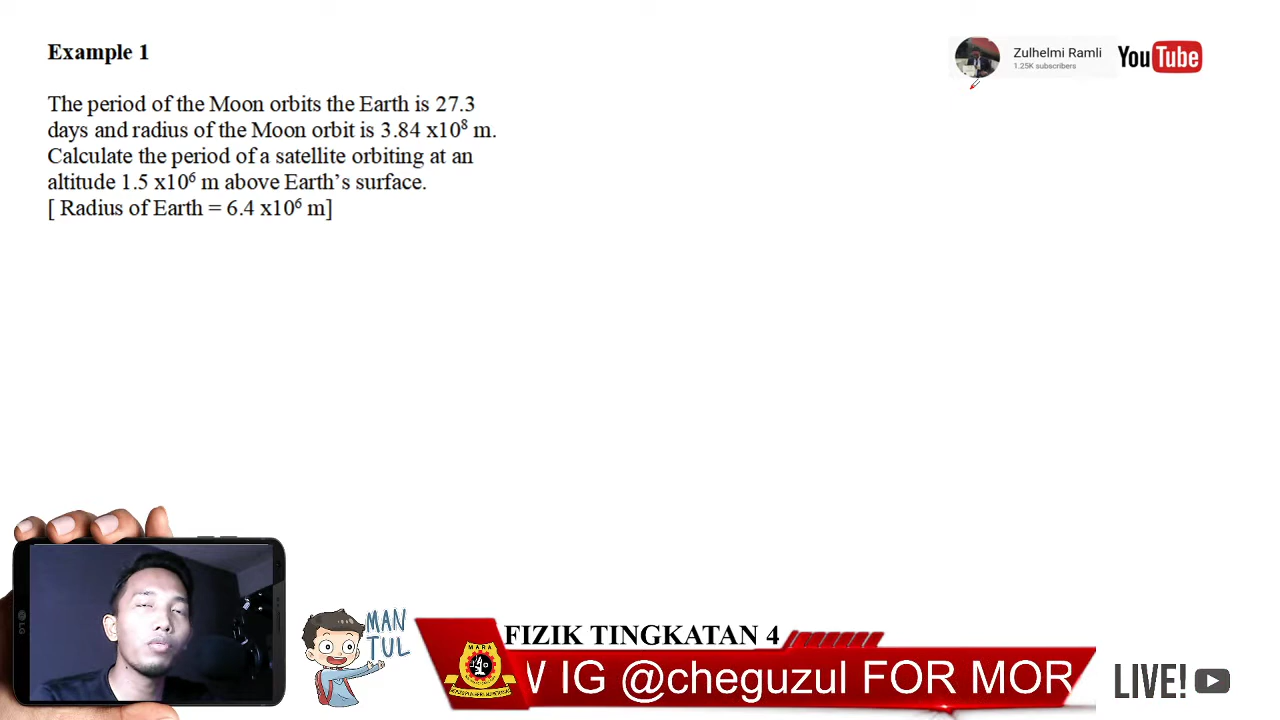 Example 1
Zulhelmi Ramli
1.25K subscribers
YouTube
The period of the Moon orbits the Earth is 27.3
days and radius of the Moon orbit is 3.84 x10⁸ m.
Calculate the period of a satellite orbiting at an
altitude 1.5 x10⁶ m above Earth’s surface.
[ Radius of Earth = 6.4 x10⁶ m]
LG
MAN
TUL
MARA
FIZIK TINGKATAN 4
W IG @cheguzul FOR MOR
LIVE!